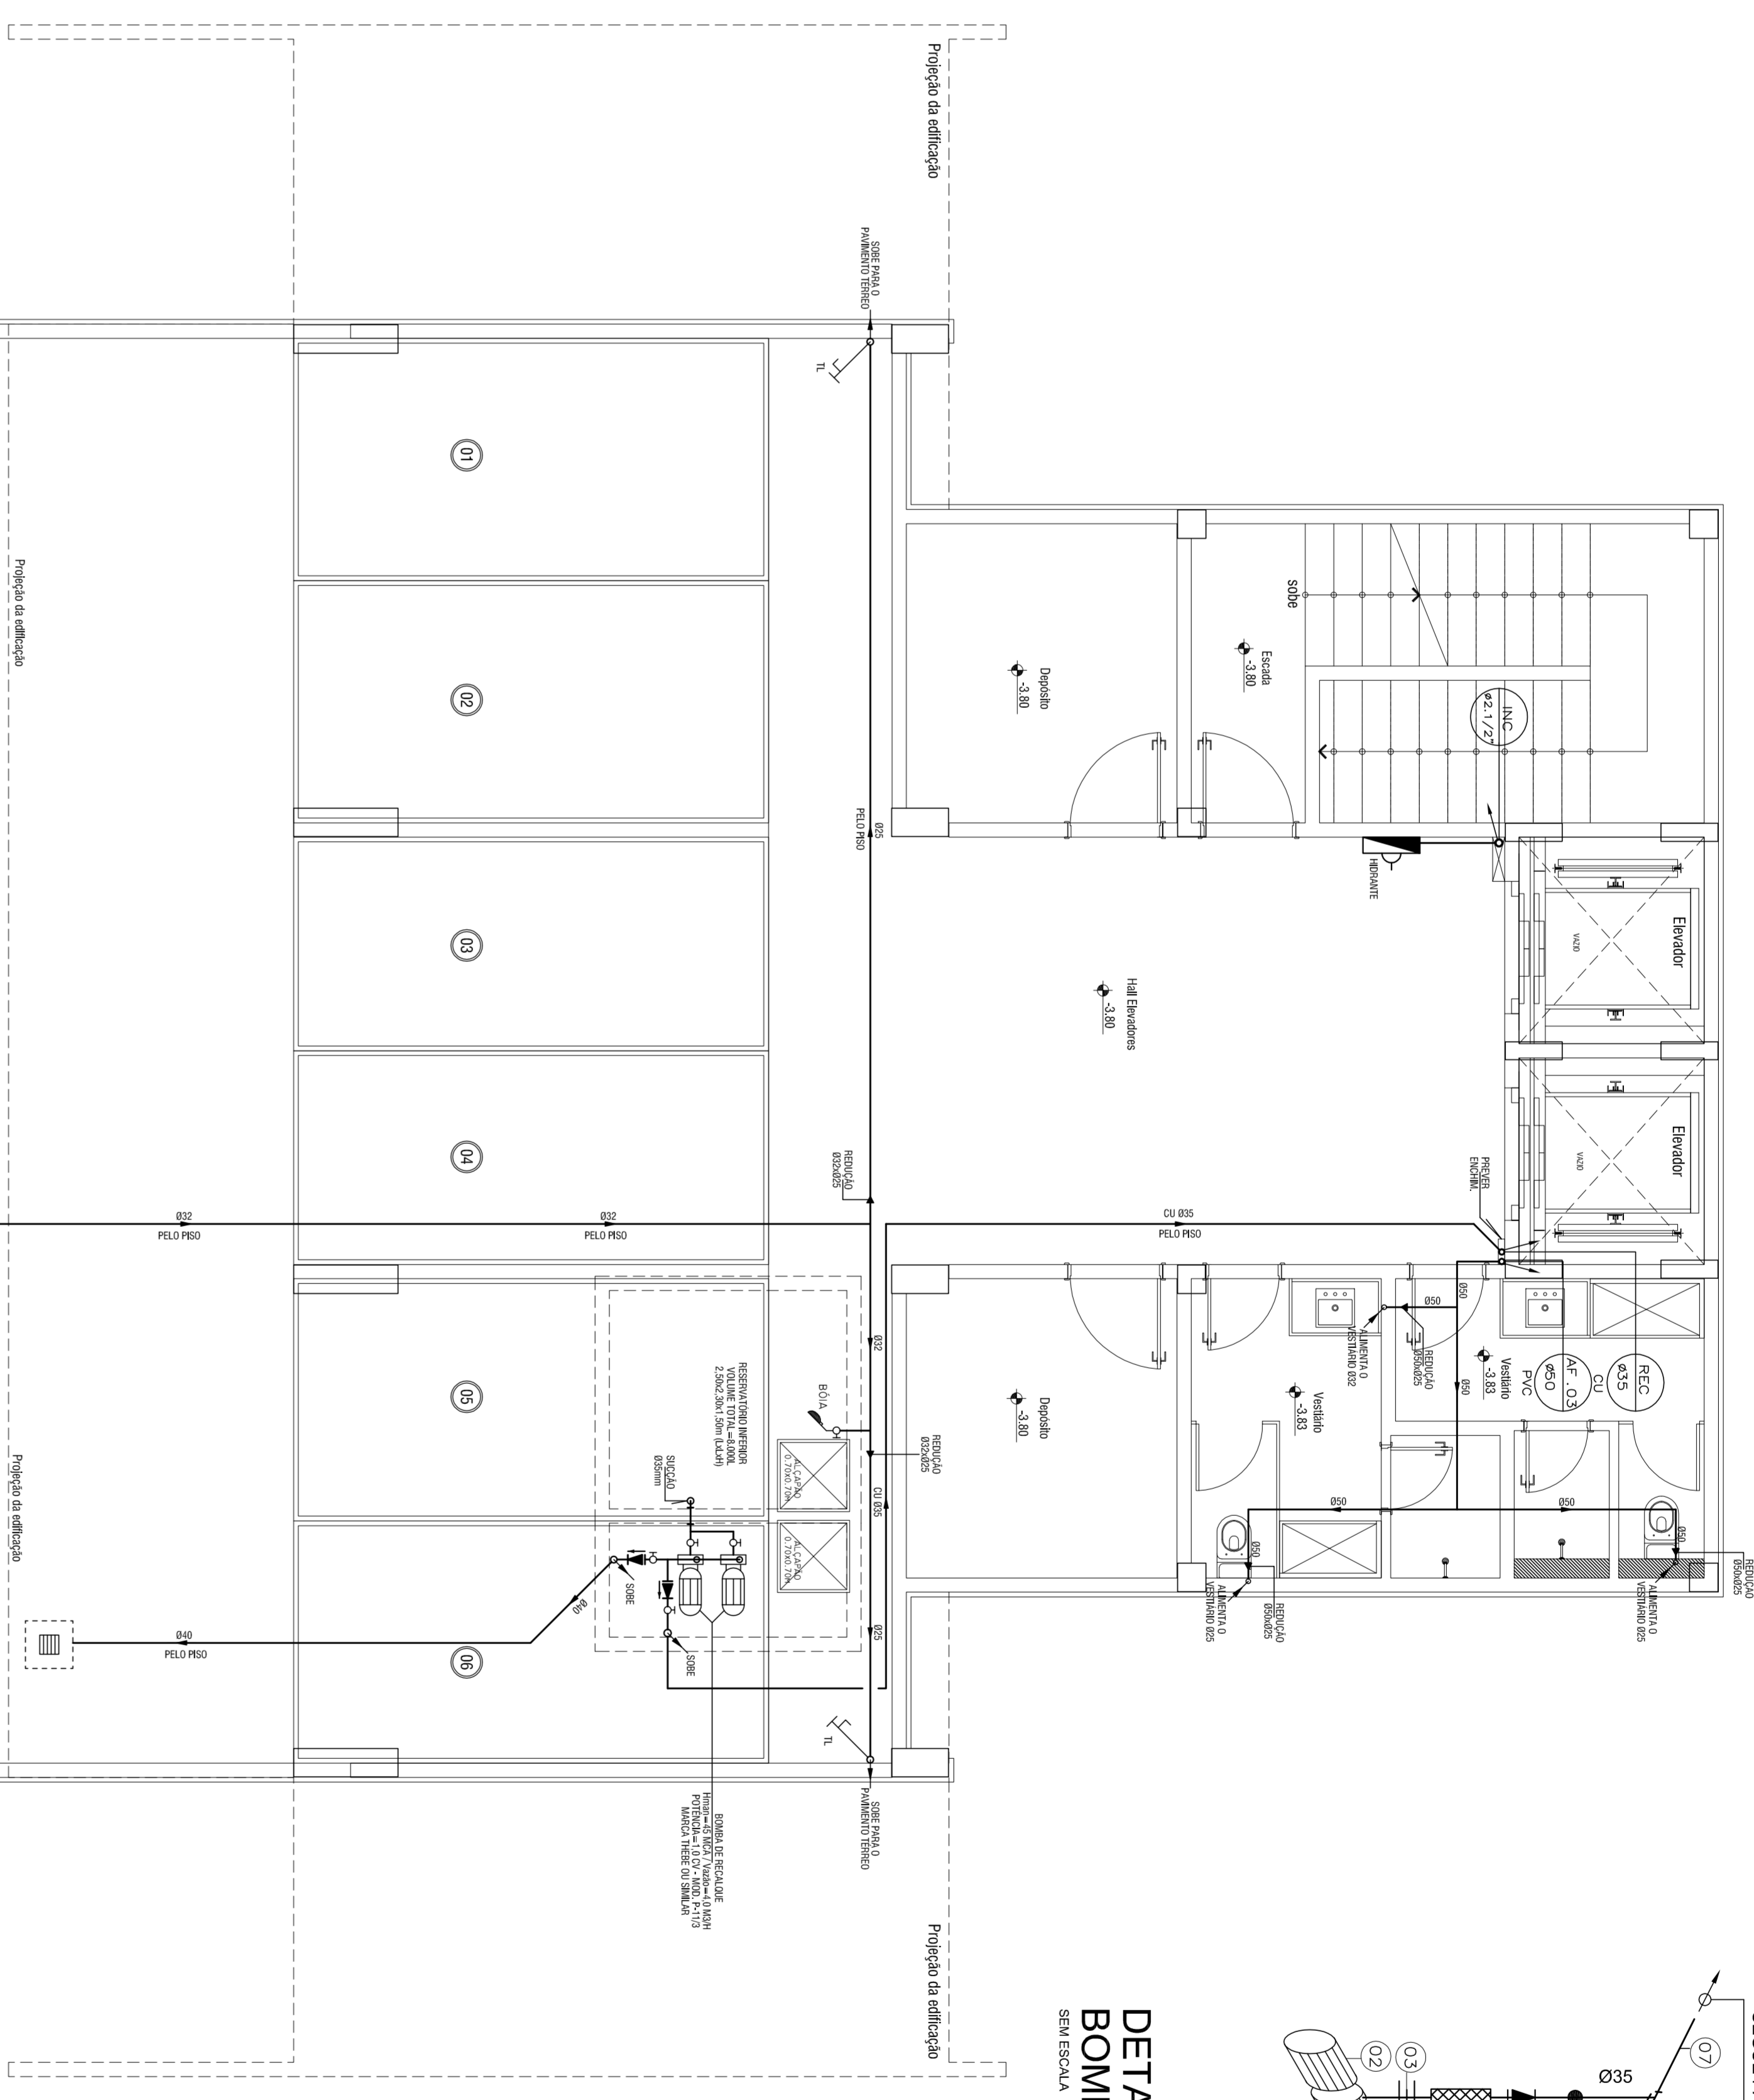 Projeção da edificação
SOBE PARA O
PAVIMENTO TÉRREO
TL
01
02
03
04
05
06
Projeção da edificação
Projeção da edificação
Projeção da edificação
Ø25
PELO PISO
sobe
Escada
-3.80
Depósito
-3.80
INC
ø2.1/2"
HIDRANTE
Elevador
VAZIO
Elevador
VAZIO
Hall Elevadores
-3.80
PREVER
ENCHIM.
REDUÇÃO
Ø32xØ25
Ø32
PELO PISO
Ø32
PELO PISO
CU Ø35
PELO PISO
Ø50
Ø50
Ø50
ALIMENTA O
VESTIÁRIO Ø32
REDUÇÃO
Ø50xØ25
Vestiário
-3.83
REC
Ø35
CU
AF .03
Ø50
PVC
Vestiário
-3.83
Depósito
-3.80
Ø32
REDUÇÃO
Ø32xØ25
CU Ø35
RESERVATÓRIO INFERIOR
VOLUME TOTAL=8.000L
2,50x2,30x1,50m (LxLxH)
BÓIA
ALÇAPÃO
0.70x0.70H
ALÇAPÃO
0.70x0.70H
SUCÇÃO
Ø35mm
SOBE
SOBE
Ø40
Ø40
PELO PISO
Ø25
TL
SOBE PARA O
PAVIMENTO TÉRREO
Ø50
Ø50
Ø50
Ø50
ALIMENTA O
VESTIÁRIO Ø25
REDUÇÃO
Ø50xØ25
ALIMENTA O
VESTIÁRIO Ø25
REDUÇÃO
Ø50xØ25
BOMBA DE RECALQUE
Hman=45 MCA / Vazão=4,0 M3/H
POTÊNCIA=1,0 CV - MOD. P-11/3
MARCA THEBE OU SIMILAR
DETA
BOM
SEM ESCALA
02
03
07
Ø35